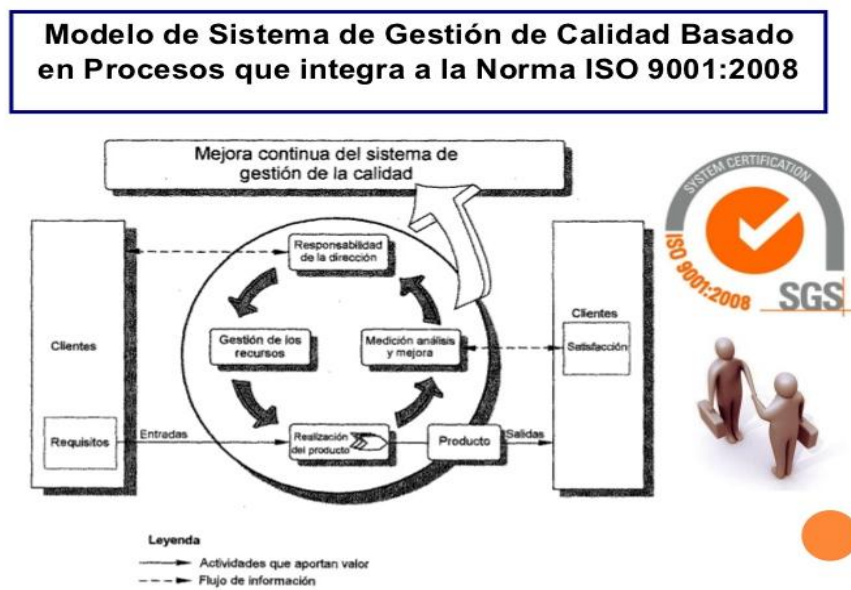 Modelo de Sistema de Gestión de Calidad Basado
en Procesos que integra a la Norma ISO 9001:2008
Mejora continua del sistema de
gestión de la calidad
SYSTEM CERTIFICATION
ISO 9001:2008
SGS
Responsabilidad
de la dirección
Clientes
Gestión de los
recursos
Medición análisis
y mejora
Clientes
Satisfacción
Requisitos
Entradas
Realización
del producto
Producto
Salidas
Leyenda
Actividades que aportan valor
Flujo de información